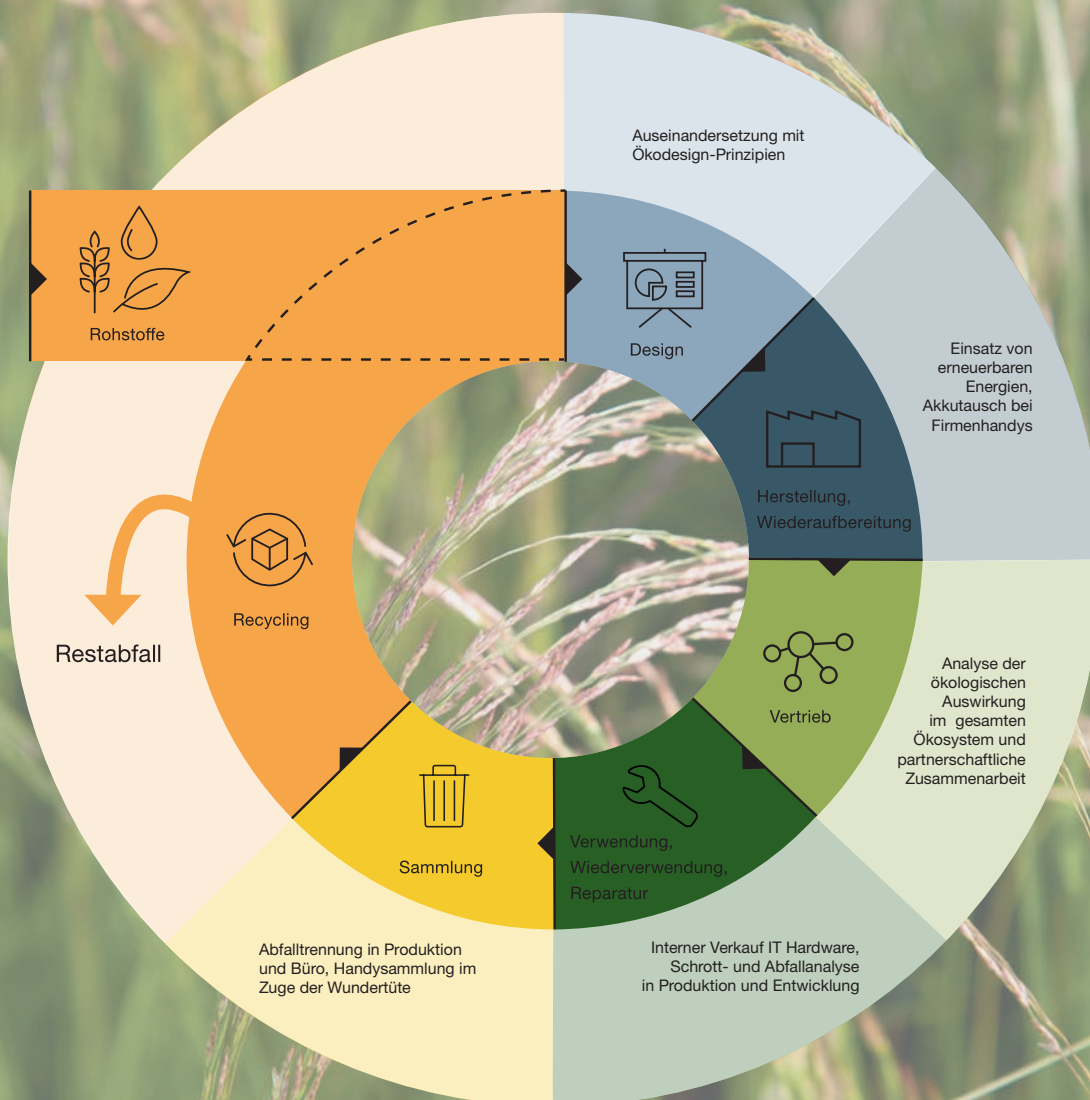 Auseinandersetzung mit
Ökodesign-Prinzipien
Rohstoffe
Design
Einsatz von
erneuerbaren
Energien,
Akkutausch bei
Firmenhandys
Herstellung,
Wiederaufbereitung
Recycling
Restabfall
Vertrieb
Analyse der
ökologischen
Auswirkung
im gesamten
Ökosystem und
partnerschaftliche
Zusammenarbeit
Verwendung,
Wiederverwendung,
Reparatur
Sammlung
Abfalltrennung in Produktion
und Büro, Handysammlung im
Zuge der Wundertüte
Interner Verkauf IT Hardware,
Schrott- und Abfallanalyse
in Produktion und Entwicklung